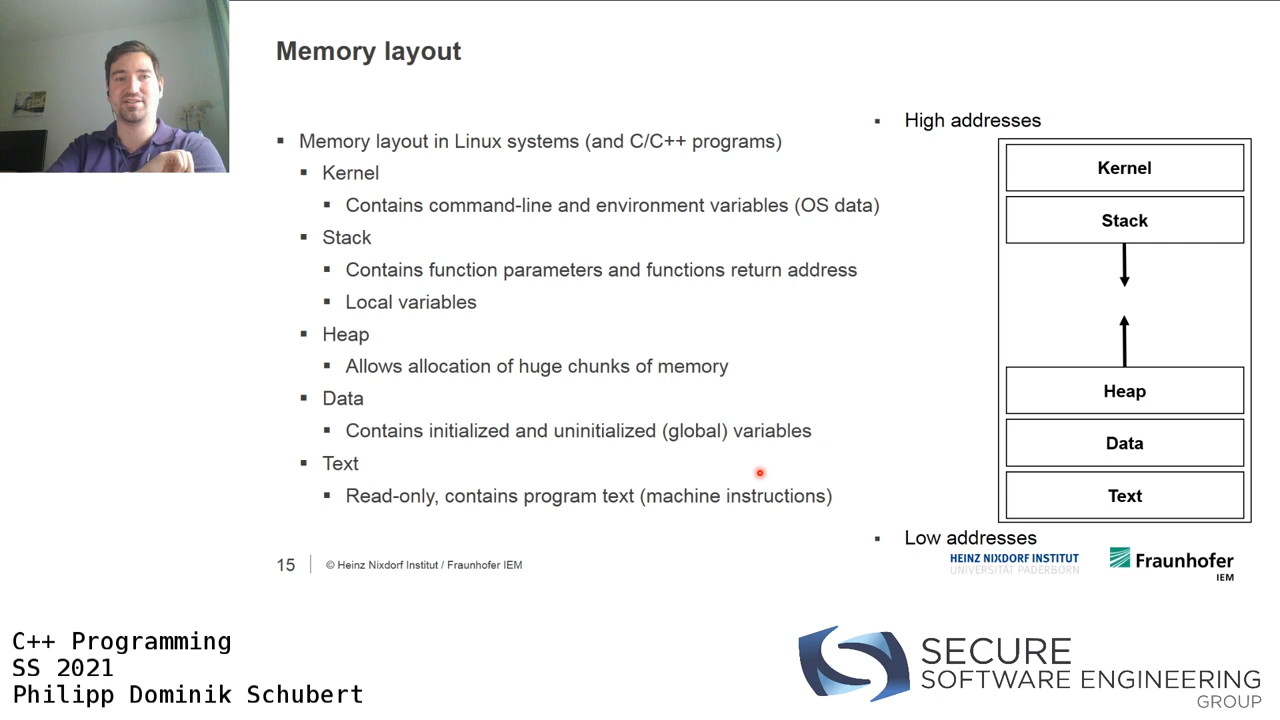 Memory layout
Memory layout in Linux systems (and C/C++ programs)
Kernel
Contains command-line and environment variables (OS data)
Stack
Contains function parameters and functions return address
Local variables
Heap
Allows allocation of huge chunks of memory
Data
Contains initialized and uninitialized (global) variables
Text
Read-only, contains program text (machine instructions)
High addresses
Kernel
Stack
Heap
Data
Text
Low addresses
15
© Heinz Nixdorf Institut / Fraunhofer IEM
HEINZ NIXDORF INSTITUT
UNIVERSITÄT PADERBORN
Fraunhofer
IEM
C++ Programming
SS 2021
Philipp Dominik Schubert
SECURE
SOFTWARE ENGINEERING
GROUP